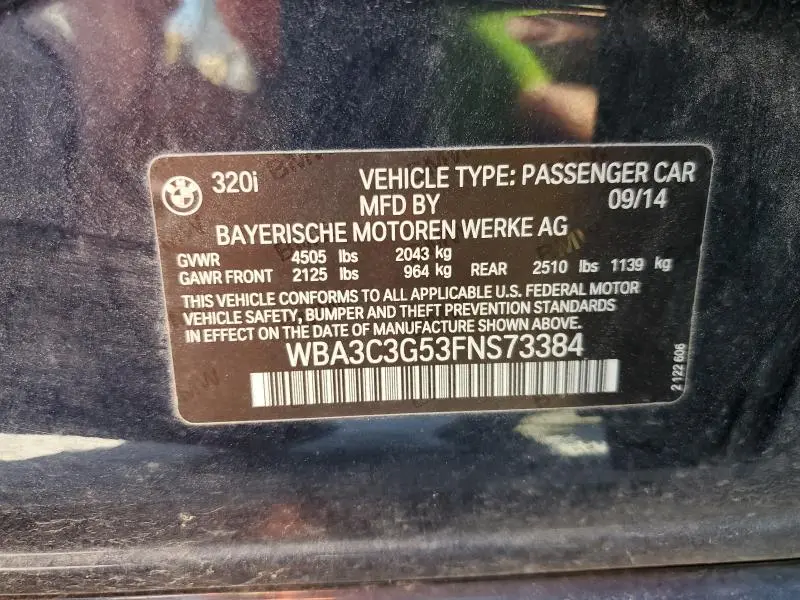 320i VEHICLE TYPE: PASSENGER CAR
MFD BY 09/14
BAYERISCHE MOTOREN WERKE AG
GVWR 4505 lbs 2043 kg
GAWR FRONT 2125 lbs 964 kg REAR 2510 lbs 1139 kg
THIS VEHICLE CONFORMS TO ALL APPLICABLE U.S. FEDERAL MOTOR
VEHICLE SAFETY, BUMPER AND THEFT PREVENTION STANDARDS
IN EFFECT ON THE DATE OF MANUFACTURE SHOWN ABOVE.
WBA3C3G53FNS73384
2 122 606